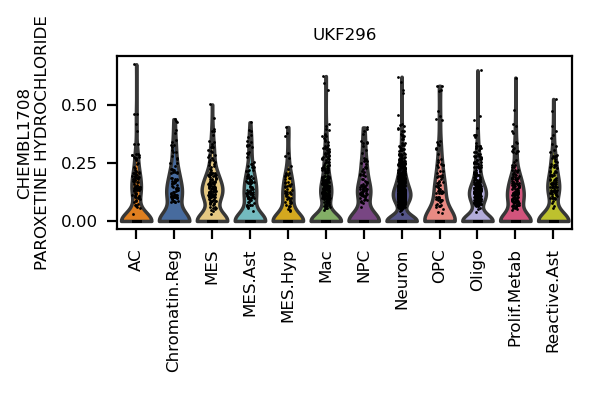 UKF296
CHEMBL1708
PAROXETINE HYDROCHLORIDE
0.50
0.25
0.00
AC
Chromatin.Reg
MES
MES.Ast
MES.Hyp
Mac
NPC
Neuron
OPC
Oligo
Prolif.Metab
Reactive.Ast